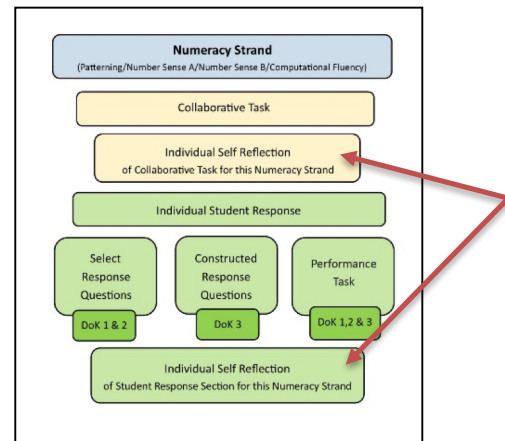 Numeracy Strand
(Patterning/Number Sense A/Number Sense B/Computational Fluency)
Collaborative Task
Individual Self Reflection
of Collaborative Task for this Numeracy Strand
Individual Student Response
Select
Response
Questions
DoK 1 & 2
Constructed
Response
Questions
DoK 3
Performance
Task
DoK 1,2 & 3
Individual Self Reflection
of Student Response Section for this Numeracy Strand